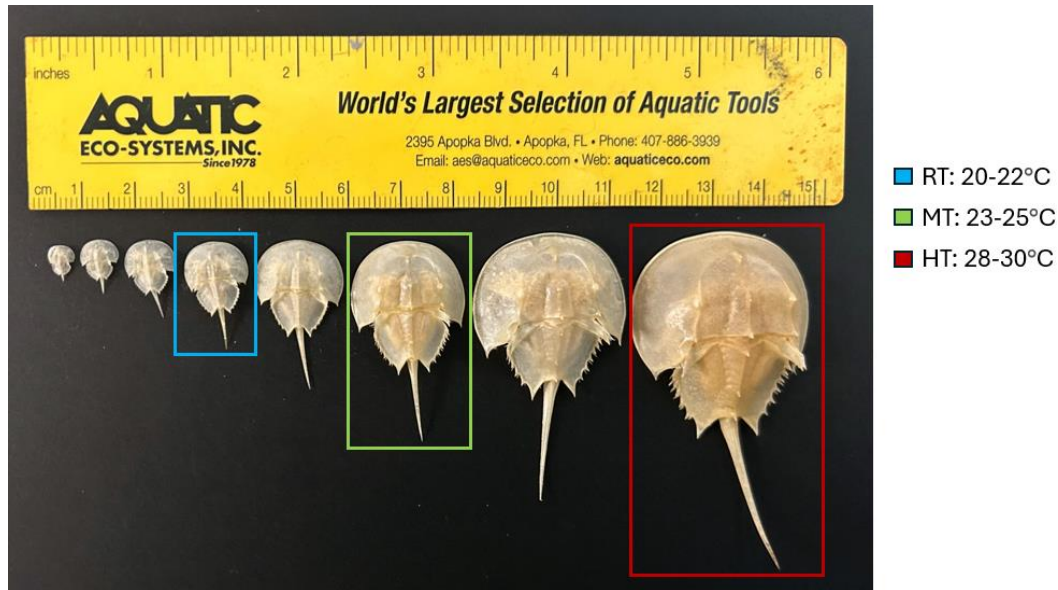 inches 1 2 3 4 5 6
AQUATIC
ECO-SYSTEMS, INC.
Since 1978
World's Largest Selection of Aquatic Tools
2395 Apopka Blvd. • Apopka, FL • Phone: 407-886-3939
Email: aes@aquaticeco.com • Web: aquaticeco.com
cm 1 2 3 4 5 6 7 8 9 10 11 12 13 14 15
RT: 20-22°C
MT: 23-25°C
HT: 28-30°C